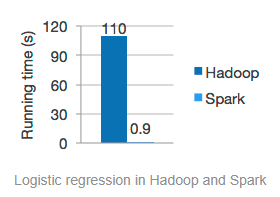 Running time (s)
120
90
60
30
0
110
0.9
Hadoop
Spark
Logistic regression in Hadoop and Spark